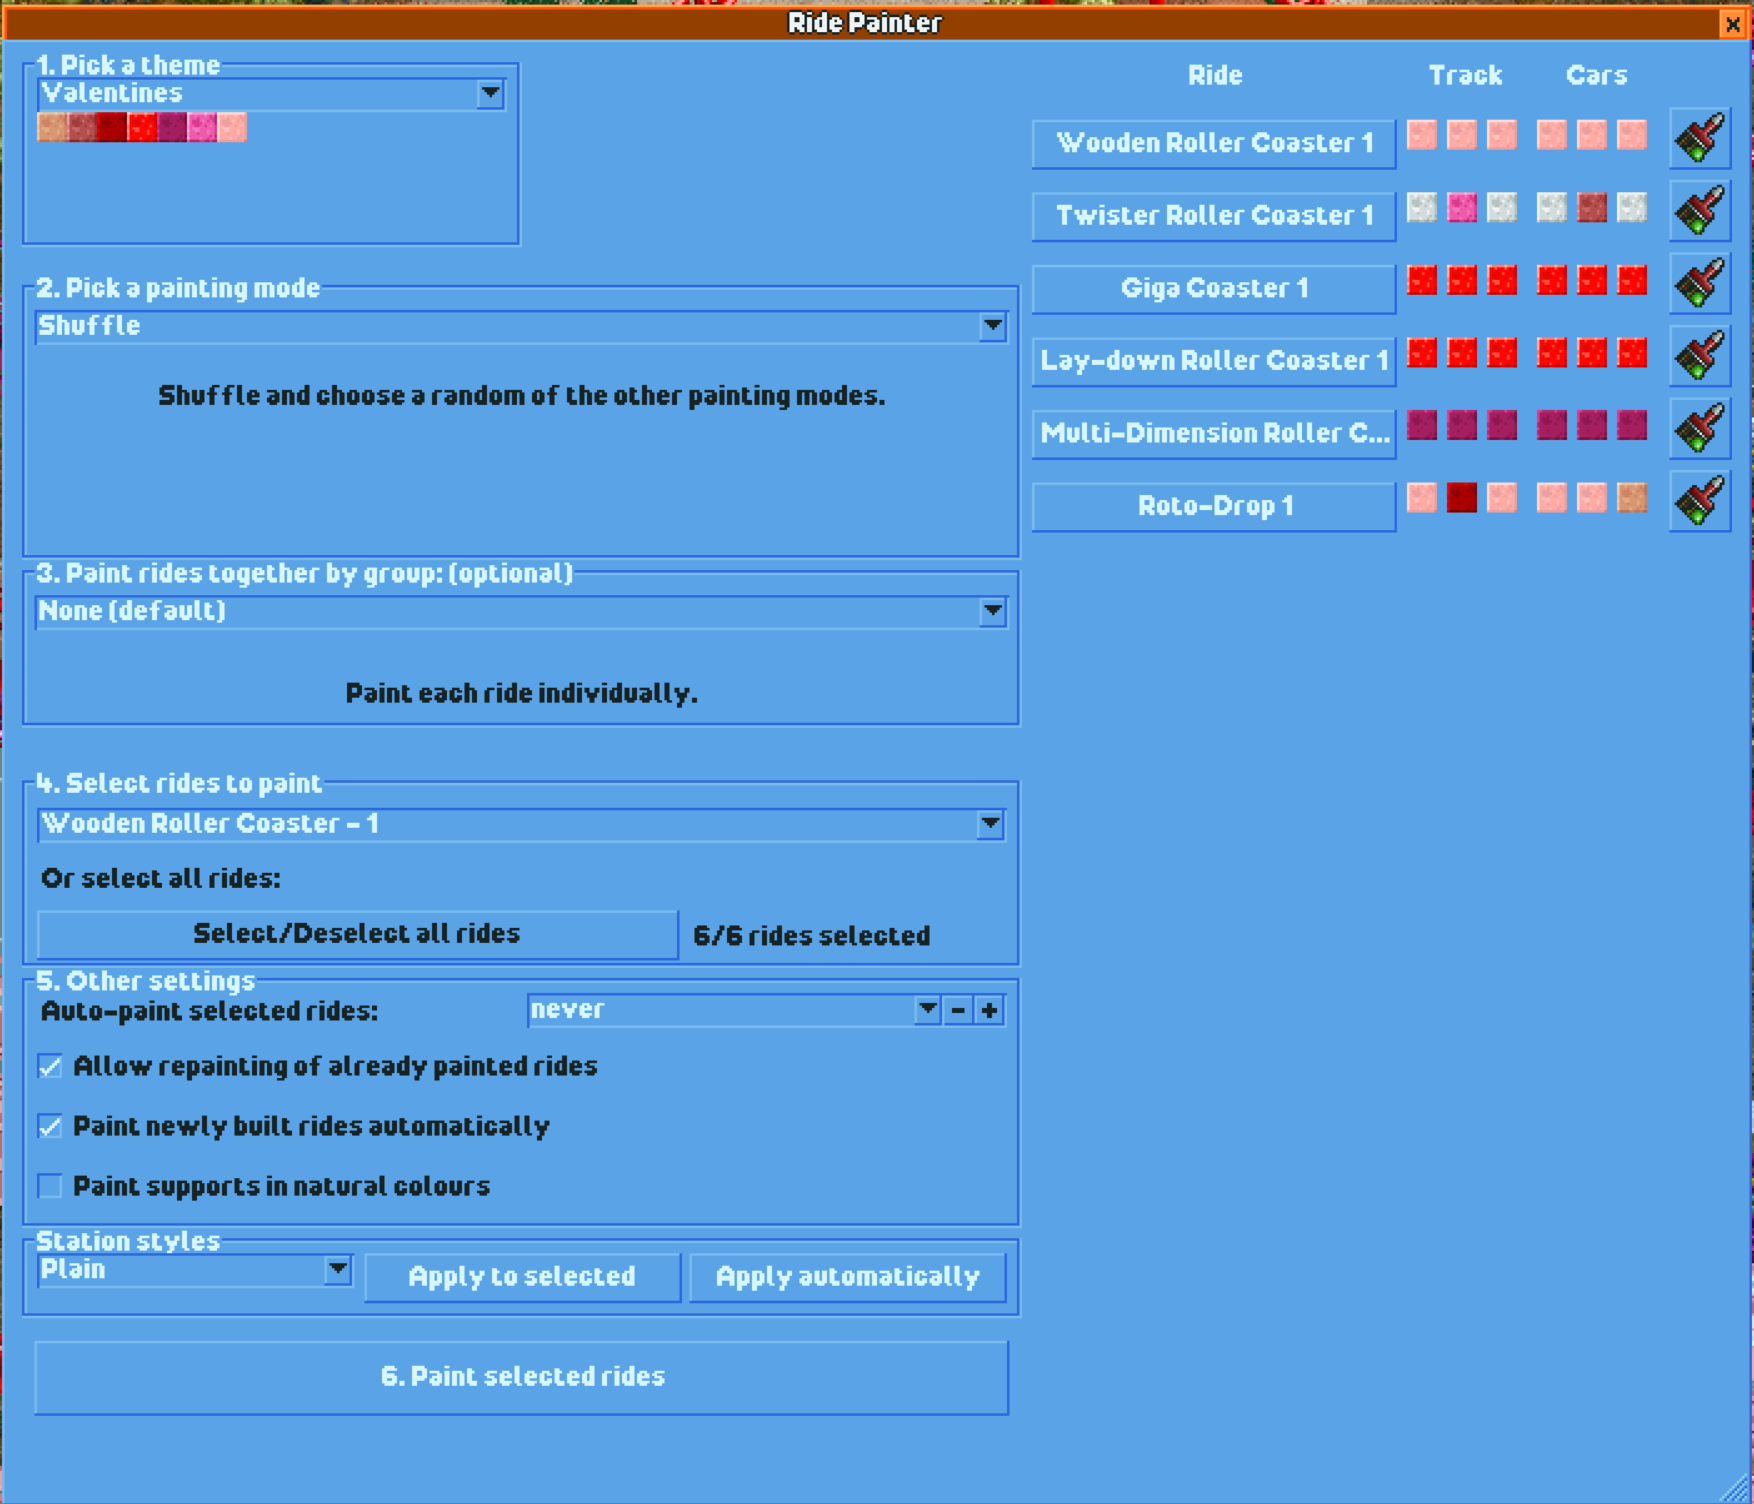 Ride Painter
1. Pick a theme
Valentines
2. Pick a painting mode
Shuffle
Shuffle and choose a random of the other painting modes.
3. Paint rides together by group: (optional)
None (default)
Paint each ride individually.
4. Select rides to paint
Wooden Roller Coaster - 1
Or select all rides:
Select/Deselect all rides
6/6 rides selected
5. Other settings
Auto-paint selected rides:
never
- +
Allow repainting of already painted rides
Paint newly built rides automatically
Paint supports in natural colours
Station styles
Plain
Apply to selected
Apply automatically
6. Paint selected rides
Ride Track Cars
Wooden Roller Coaster 1
Twister Roller Coaster 1
Giga Coaster 1
Lay-down Roller Coaster 1
Multi-Dimension Roller C...
Roto-Drop 1